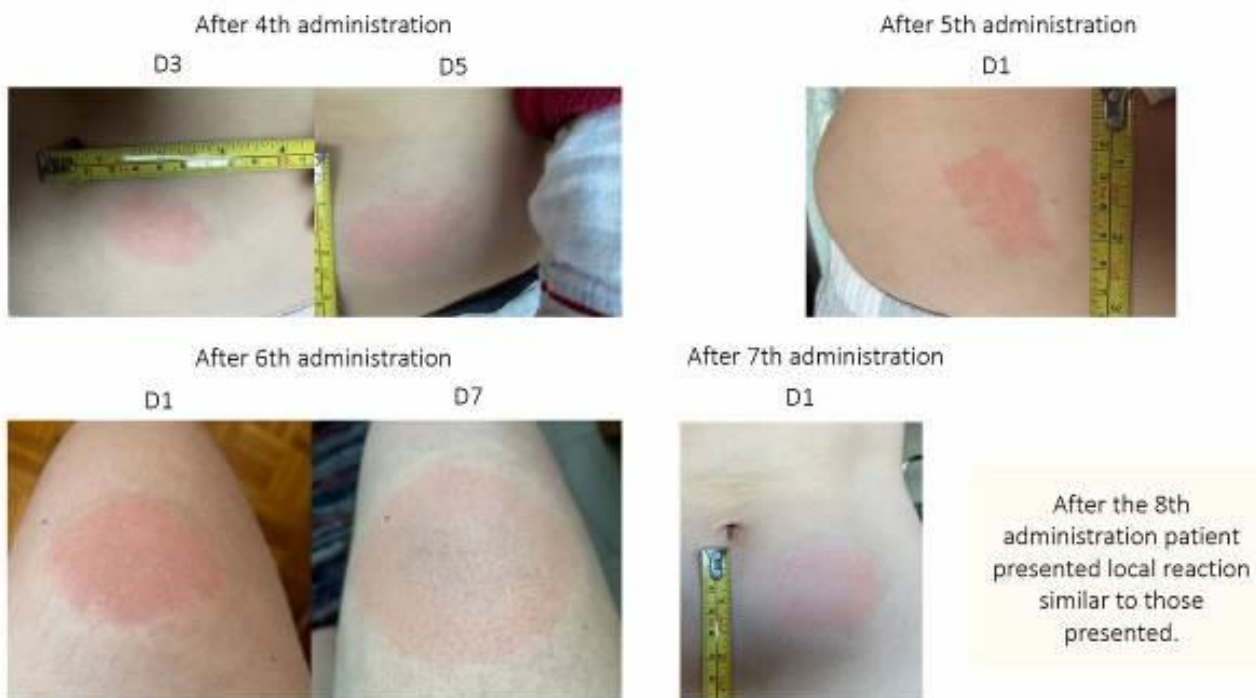 After 4th administration
D3
D5
After 5th administration
D1
After 6th administration
D1
D7
After 7th administration
D1
After the 8th
administration patient
presented local reaction
similar to those
presented.